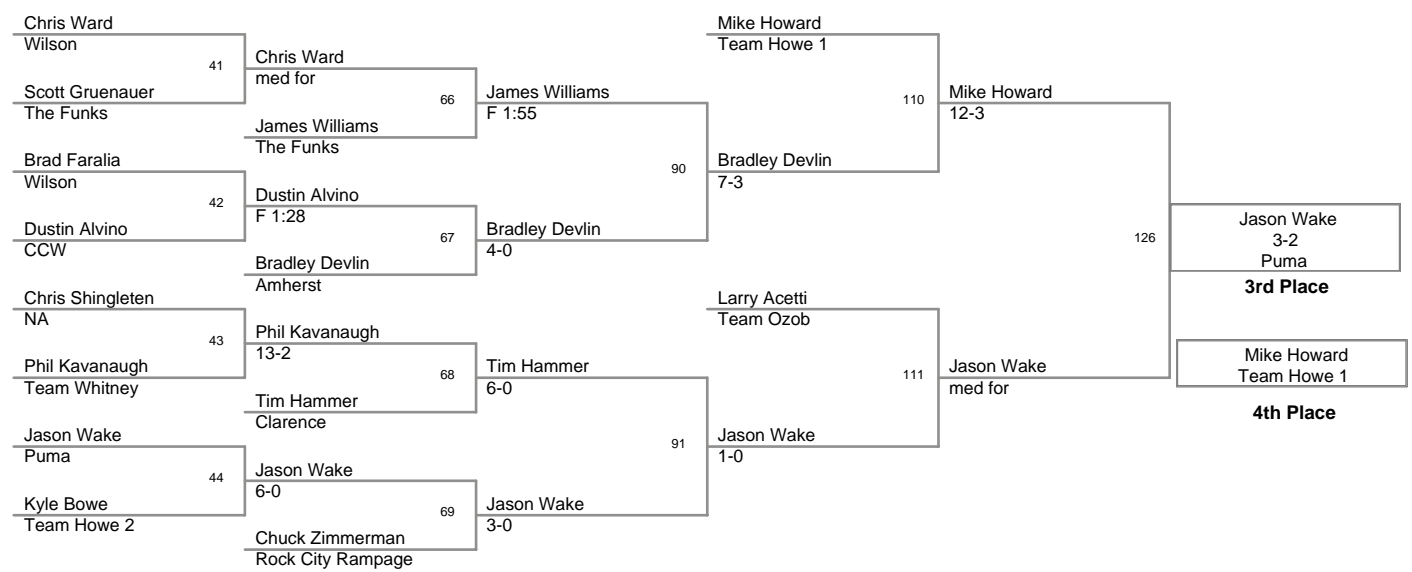 Chris Ward
Wilson
41
Scott Gruenauer
The Funks
Brad Faralia
Wilson
42
Dustin Alvino
CCW
Chris Shingleten
NA
43
Phil Kavanaugh
Team Whitney
Jason Wake
Puma
44
Kyle Bowe
Team Howe 2
Chris Ward
med for
66
James Williams
The Funks
Dustin Alvino
F 1:28
67
Bradley Devlin
Amherst
Phil Kavanaugh
13-2
68
Tim Hammer
Clarence
Jason Wake
6-0
69
Chuck Zimmerman
Rock City Rampage
James Williams
F 1:55
90
Bradley Devlin
4-0
Tim Hammer
6-0
91
Jason Wake
3-0
Mike Howard
Team Howe 1
110
Bradley Devlin
7-3
Larry Acetti
Team Ozob
111
Jason Wake
1-0
Mike Howard
12-3
126
Jason Wake
med for
Jason Wake
3-2
Puma
3rd Place
Mike Howard
Team Howe 1
4th Place